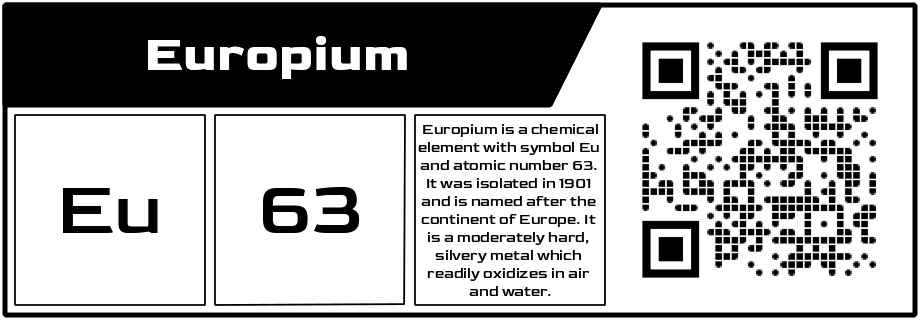 Europium
Eu
63
Europium is a chemical
element with symbol Eu
and atomic number 63.
It was isolated in 1901
and is named after the
continent of Europe. It
is a moderately hard,
silvery metal which
readily oxidizes in air
and water.